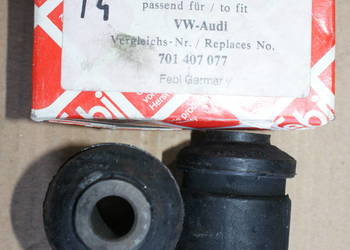 14
passend für / to fit
VW-Audi
Vergleichs-Nr. / Replaces No.
701 407 077
Febi Germany